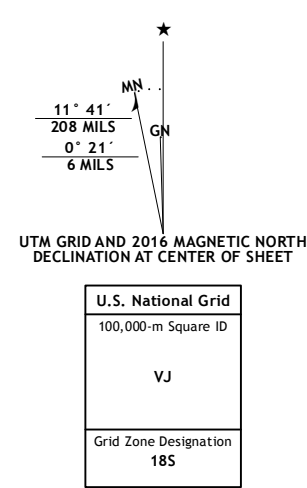 ★
MN
11° 41´
208 MILS
GN
0° 21´
6 MILS
UTM GRID AND 2016 MAGNETIC NORTH
DECLINATION AT CENTER OF SHEET
U.S. National Grid
100,000-m Square ID
VJ
Grid Zone Designation
18S